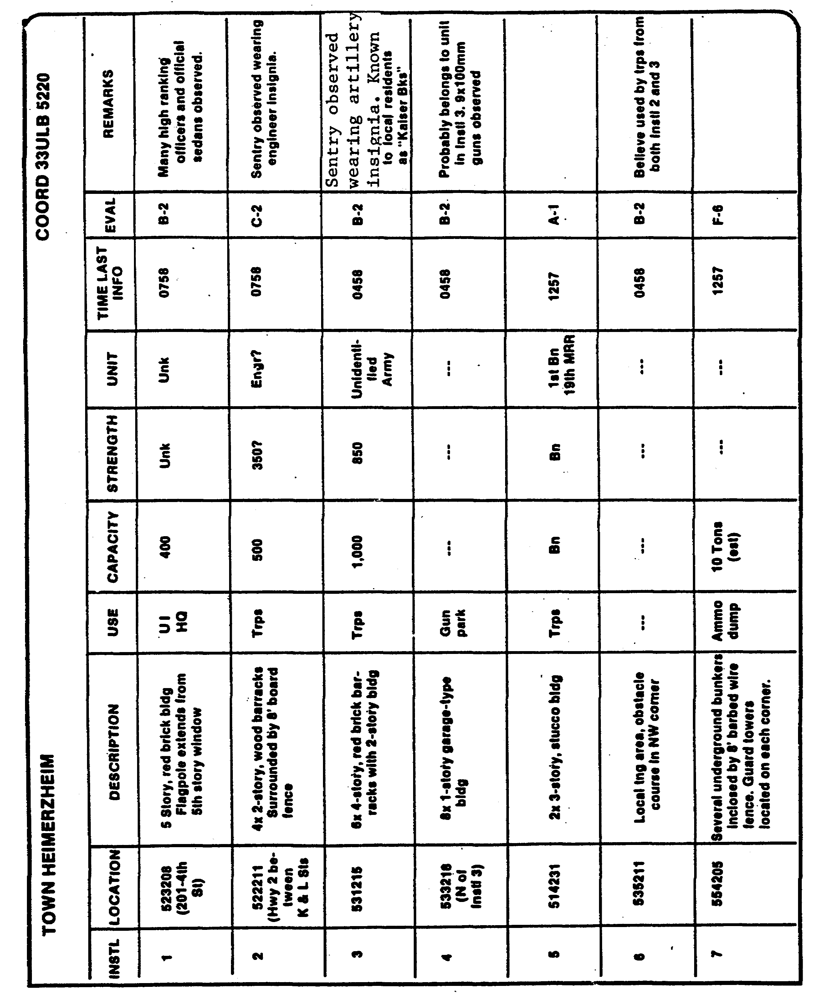 TOWN HEIMERZHEIM COORD 33ULB 5220
INSTL LOCATION DESCRIPTION USE CAPACITY STRENGTH UNIT TIME LAST INFO EVAL REMARKS
1
523208
(201-4th
St)
5 Story, red brick bldg
Flagpole extends from
5th story window
U I
HQ
400
Unk
Unk
0758
B-2
Many high ranking
officers and official
sedans observed.
2
522211
(Hwy 2 be-
tween
K & L Sts
4x 2-story, wood barracks
Surrounded by 8' board
fence
Trps
500
350?
Engr?
0758
C-2
Sentry observed wearing
engineer insignia.
3
531215
6x 4-story, red brick bar-
racks with 2-story bldg
Trps
1,000
850
Unidenti-
fied
Army
0458
B-2
Sentry observed
wearing artillery
insignia. Known
to local residents
as "Kaiser Bks"
4
533218
(N of
Instl 3)
8x 1-story garage-type
bldg
Gun
park
---
---
---
0458
B-2
Probably belongs to unit
in Instl 3. 9x100mm
guns observed
5
514231
2x 3-story, stucco bldg
Trps
Bn
Bn
1st Bn
19th MRR
1257
A-1
6
535211
Local tng area, obstacle
course in NW corner
---
---
---
---
0458
B-2
Believe used by trps from
both Instl 2 and 3
7
554205
Several underground bunkers
inclosed by 8' barbed wire
fence. Guard towers
located on each corner.
Ammo
dump
10 Tons
(est)
---
---
1257
F-6